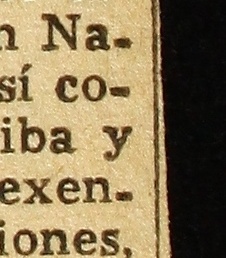 n Na-
sí co-
iba y
exen-
iones,